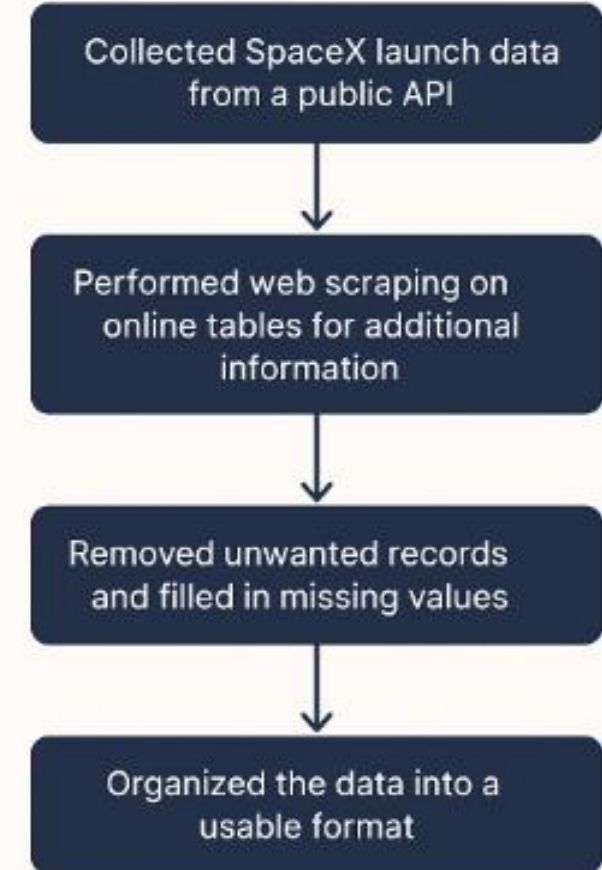 Collected SpaceX launch data
from a public API
Performed web scraping on
online tables for additional
information
Removed unwanted records
and filled in missing values
Organized the data into a
usable format